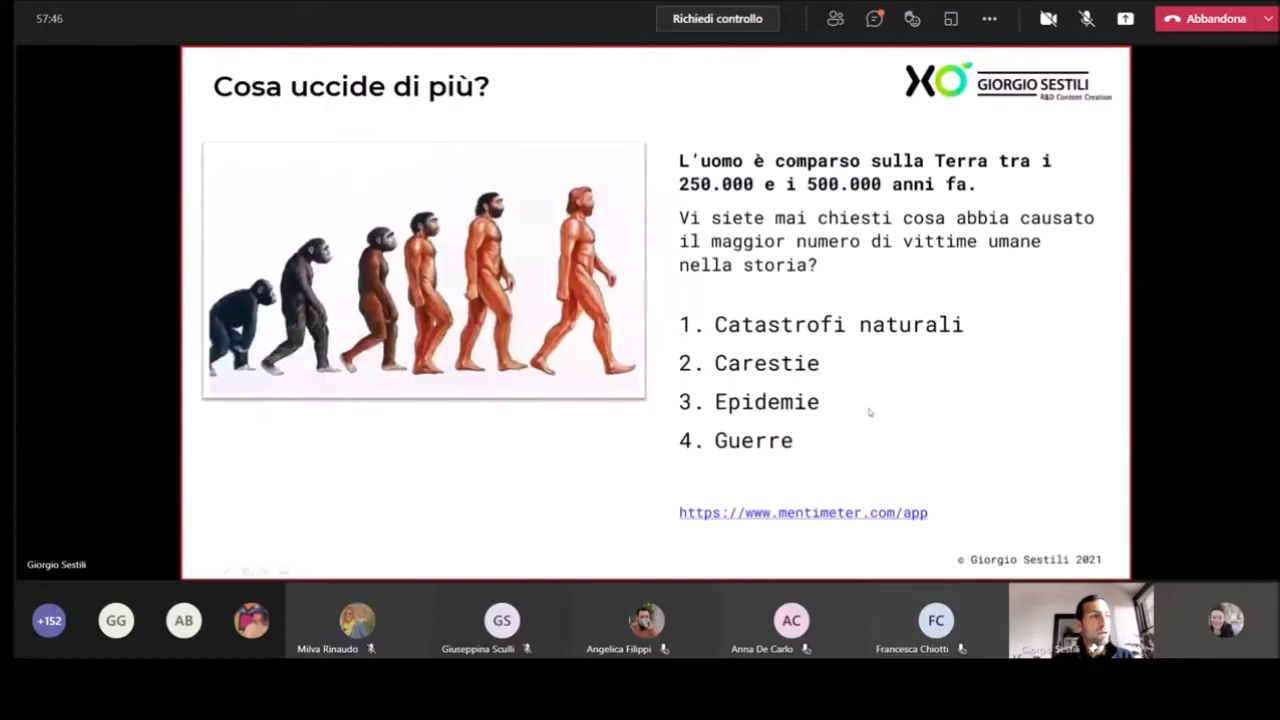 57:46
Richiedi controllo
Abbandona
Cosa uccide di più?
XO
GIORGIO SESTILI
R&D Content Creation
L'uomo è comparso sulla Terra tra i
250.000 e i 500.000 anni fa.
Vi siete mai chiesti cosa abbia causato
il maggior numero di vittime umane
nella storia?
1. Catastrofi naturali
2. Carestie
3. Epidemie
4. Guerre
https://www.mentimeter.com/app
© Giorgio Sestili 2021
Giorgio Sestili
+152
GG
AB
GS
AC
FC
Milva Rinaudo
Giuseppina Sculli
Angelica Filippi
Anna De Carlo
Francesca Chiotti
Giorgio Sestili